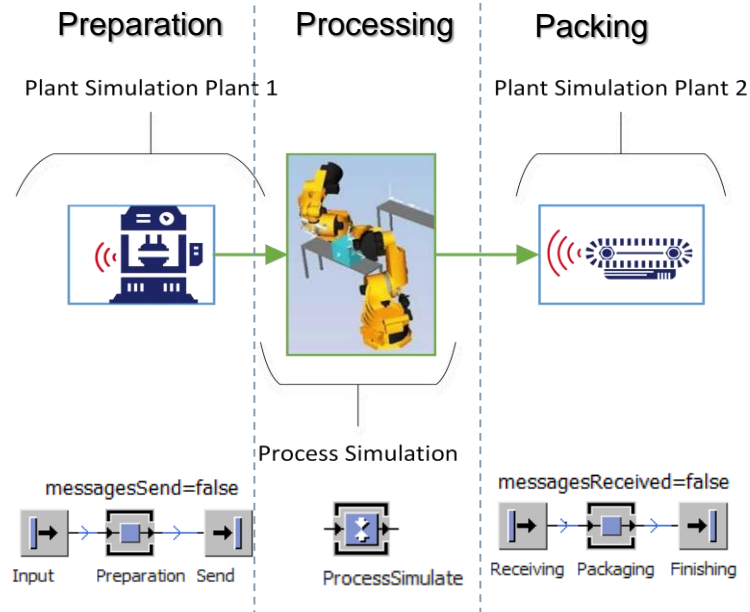 Preparation
Processing
Packing
Plant Simulation Plant 1
Plant Simulation Plant 2
Process Simulation
messagesSend=false
Input
Preparation
Send
ProcessSimulate
messagesReceived=false
Receiving
Packaging
Finishing